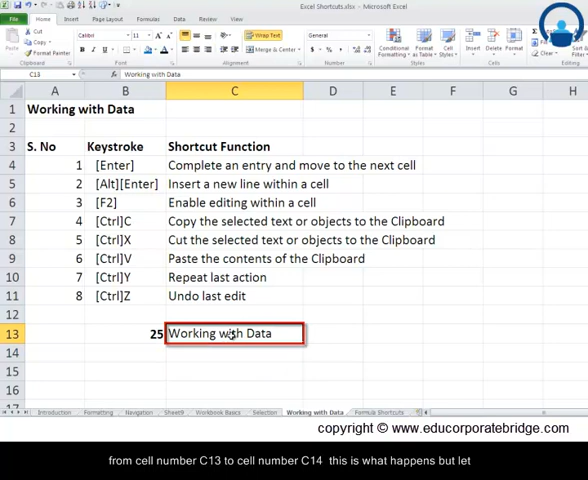 Excel Shortcuts.xlsx - Microsoft Excel
File Home Insert Page Layout Formulas Data Review View
Cut
Copy
Paste
Format Painter
Calibri 11
Wrap Text
Merge & Center
General
Conditional Formatting
Format as Table
Cell Styles
Insert Delete Format
Fill
Clear
Sort & Filter
Clipboard Font Alignment Number Styles Cells
C13 Working with Data
A B C D E F G H
1 Working with Data
2
3 S. No Keystroke Shortcut Function
4 1 [Enter] Complete an entry and move to the next cell
5 2 [Alt][Enter] Insert a new line within a cell
6 3 [F2] Enable editing within a cell
7 4 [Ctrl]C Copy the selected text or objects to the Clipboard
8 5 [Ctrl]X Cut the selected text or objects to the Clipboard
9 6 [Ctrl]V Paste the contents of the Clipboard
10 7 [Ctrl]Y Repeat last action
11 8 [Ctrl]Z Undo last edit
12
13 25 Working with Data
14
15
16
17
Introduction Formatting Navigation Sheet9 Workbook Basics Selection Working with Data Formula Shortcuts
copyright © www.educorporatebridge.com
from cell number C13 to cell number C14 this is what happens but let